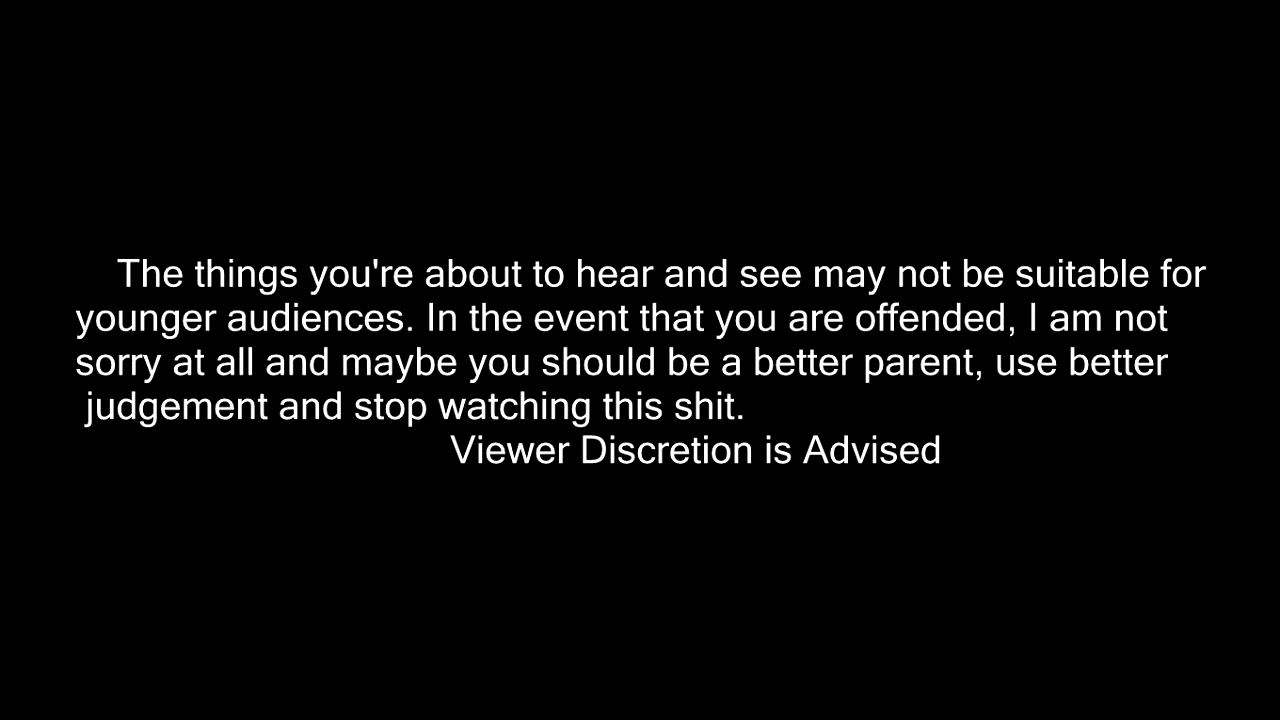 The things you're about to hear and see may not be suitable for
younger audiences. In the event that you are offended, I am not
sorry at all and maybe you should be a better parent, use better
judgement and stop watching this shit.
Viewer Discretion is Advised